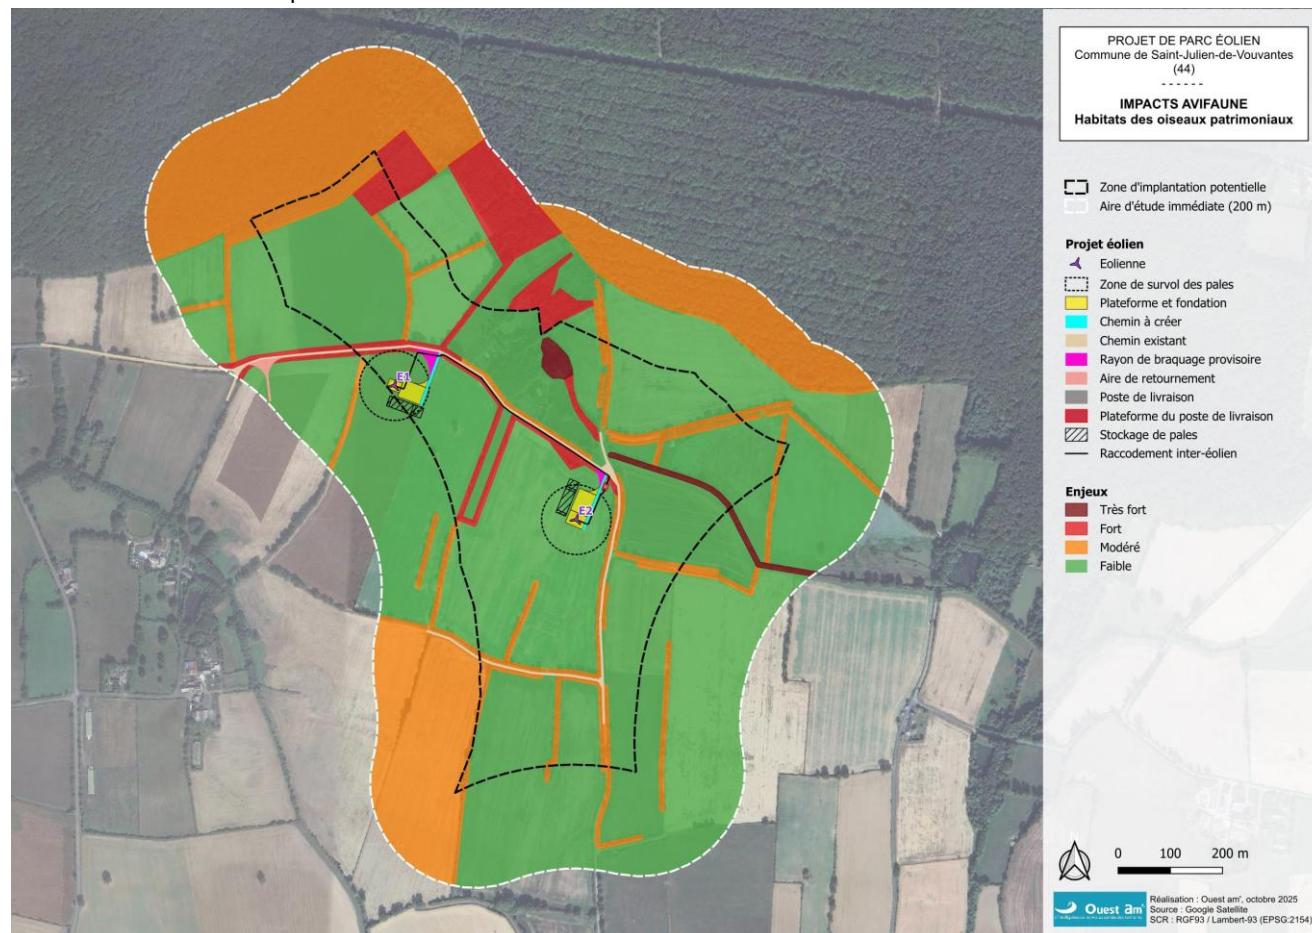 PROJET DE PARC ÉOLIEN
Commune de Saint-Julien-de-Vouvantes
(44)
------
IMPACTS AVIFAUNE
Habitats des oiseaux patrimoniaux
Zone d'implantation potentielle
Aire d'étude immédiate (200 m)
Projet éolien
Eolienne
Zone de survol des pales
Plateforme et fondation
Chemin à créer
Chemin existant
Rayon de braquage provisoire
Aire de retournement
Poste de livraison
Plateforme du poste de livraison
Stockage de pales
Raccodement inter-éolien
Enjeux
Très fort
Fort
Modéré
Faible
E1
E2
N
0 100 200 m
Ouest am'
Réalisation : Ouest am', octobre 2025
Source : Google Satellite
SCR : RGF93 / Lambert-93 (EPSG:2154)